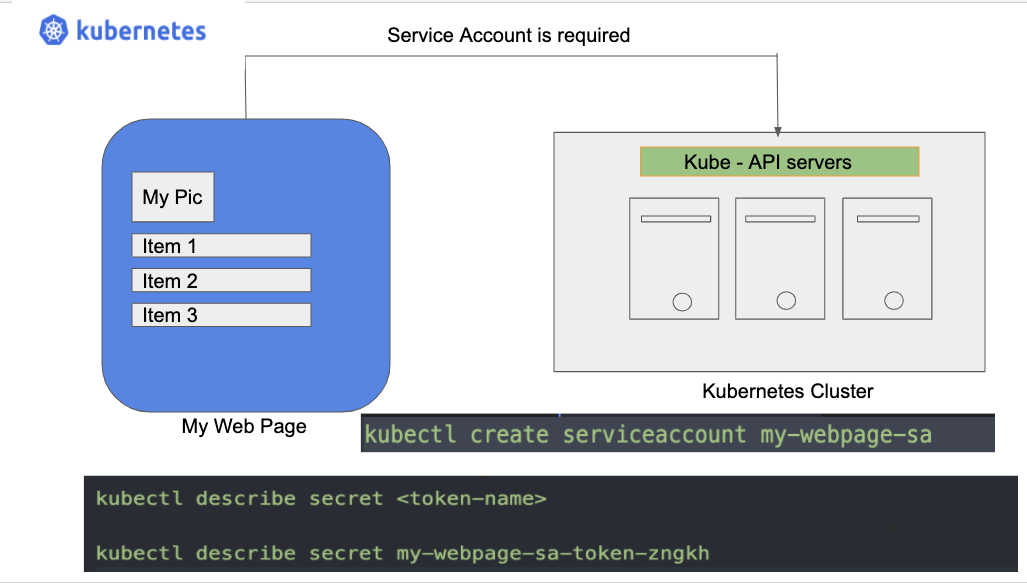 kubernetes
Service Account is required
Kube - API servers
My Pic
Item 1
Item 2
Item 3
Kubernetes Cluster
My Web Page
kubectl create serviceaccount my-webpage-sa
kubectl describe secret <token-name>
kubectl describe secret my-webpage-sa-token-zngkh